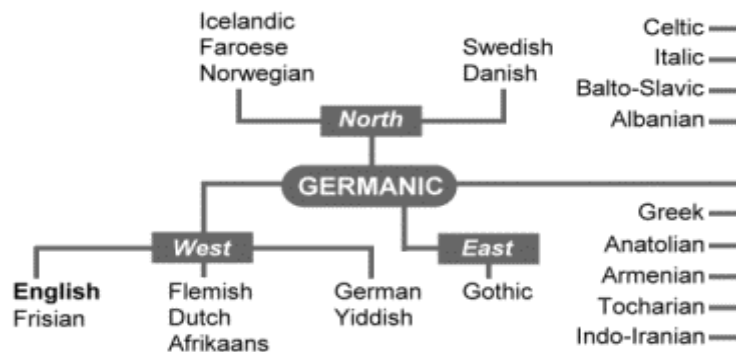 Icelandic
Faroese
Norwegian
Swedish
Danish
North
GERMANIC
West
East
English
Frisian
Flemish
Dutch
Afrikaans
German
Yiddish
Gothic
Celtic
Italic
Balto-Slavic
Albanian
Greek
Anatolian
Armenian
Tocharian
Indo-Iranian